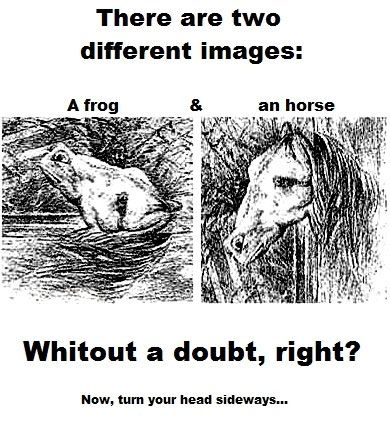 There are two
different images:
A frog & an horse
Whitout a doubt, right?
Now, turn your head sideways...